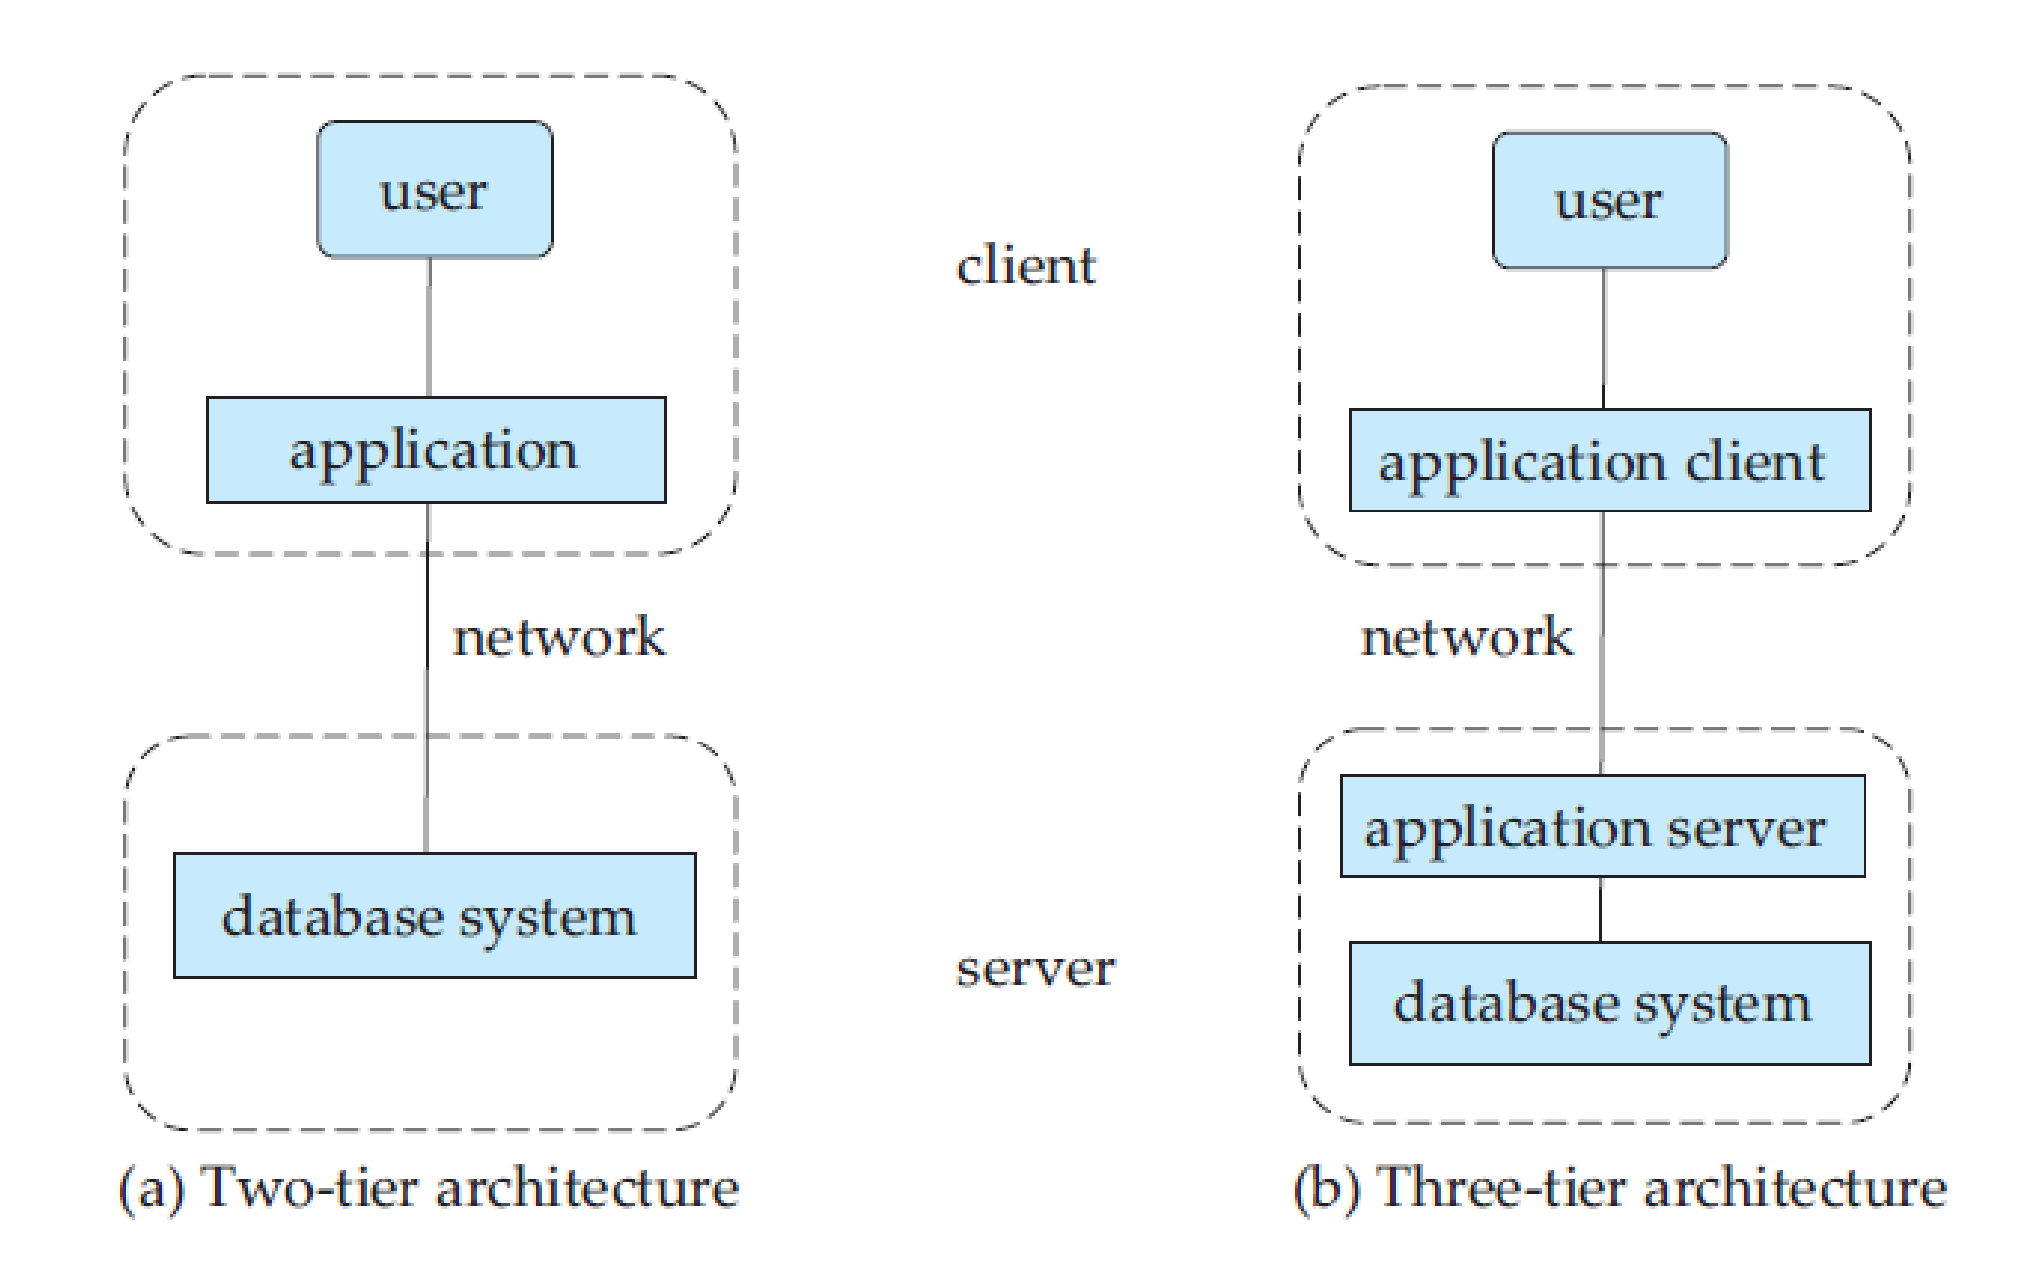 user
application
network
database system
(a) Two-tier architecture
client
server
user
application client
network
application server
database system
(b) Three-tier architecture